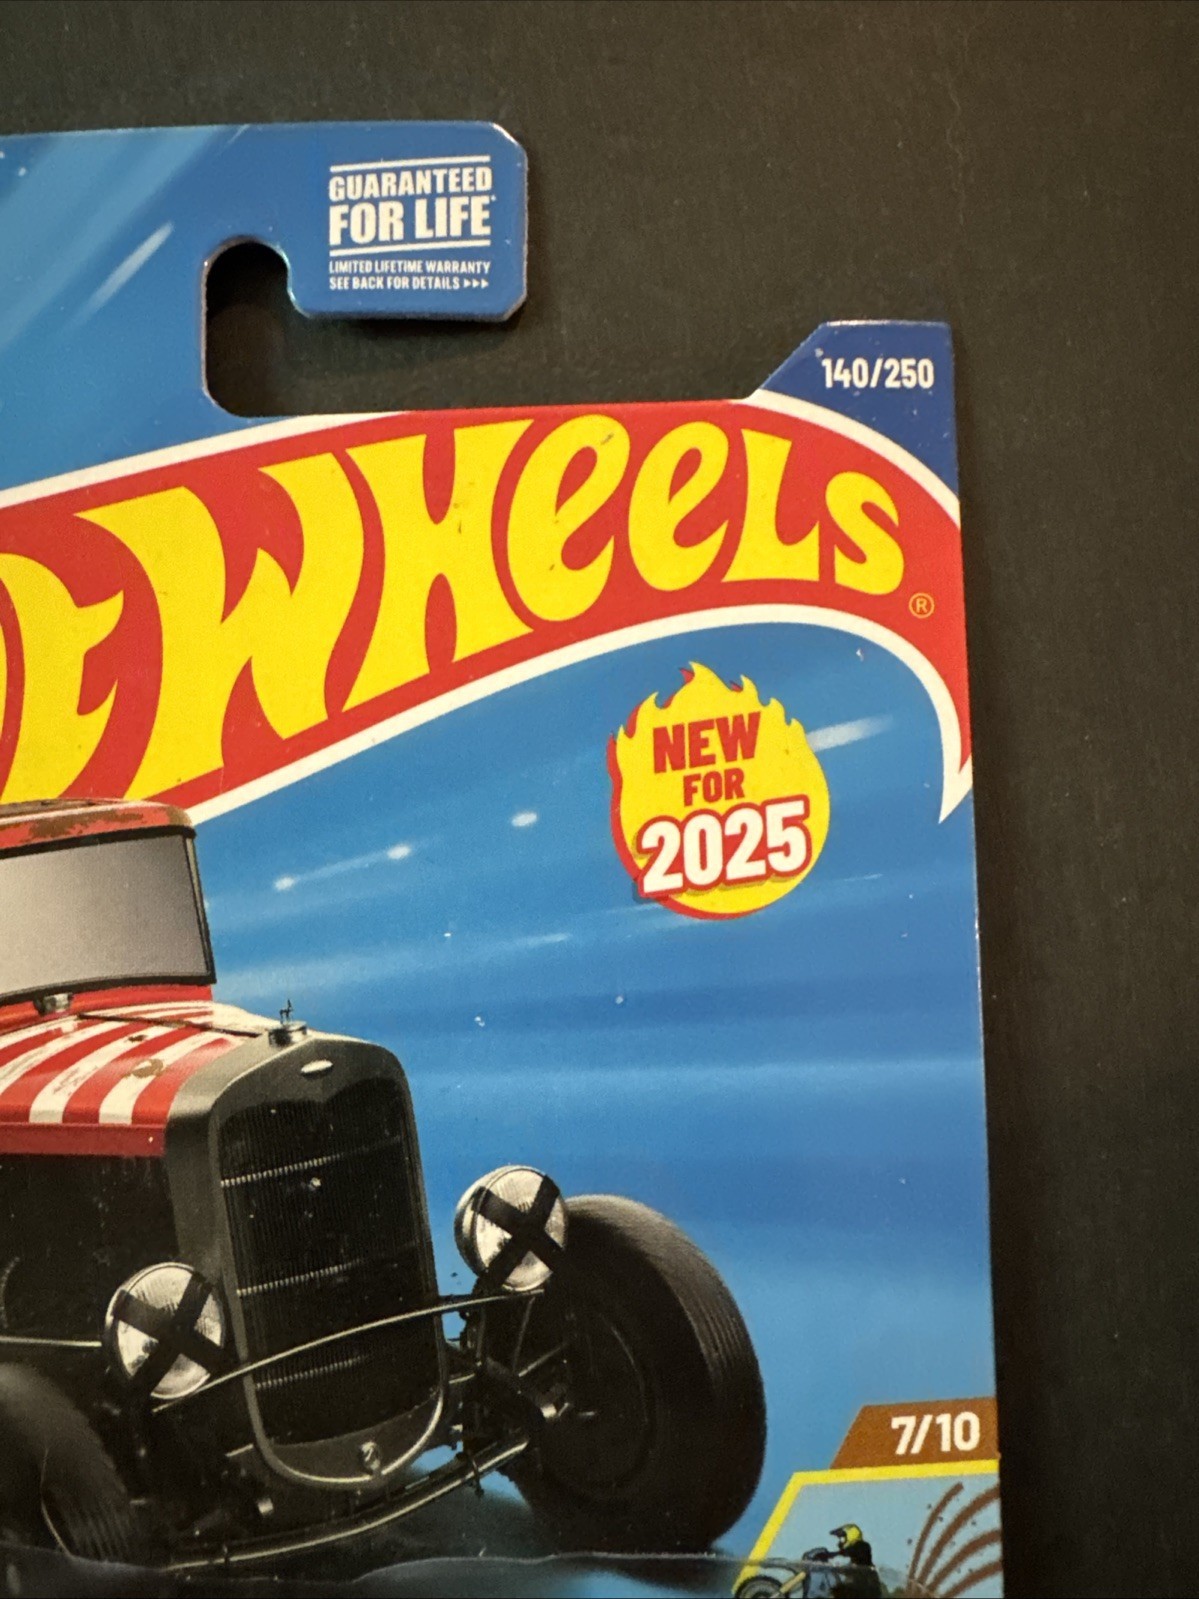 GUARANTEED
FOR LIFE*
LIMITED LIFETIME WARRANTY
SEE BACK FOR DETAILS ▸▸▸
140/250
t WHEELS®
NEW
FOR
2025
7/10